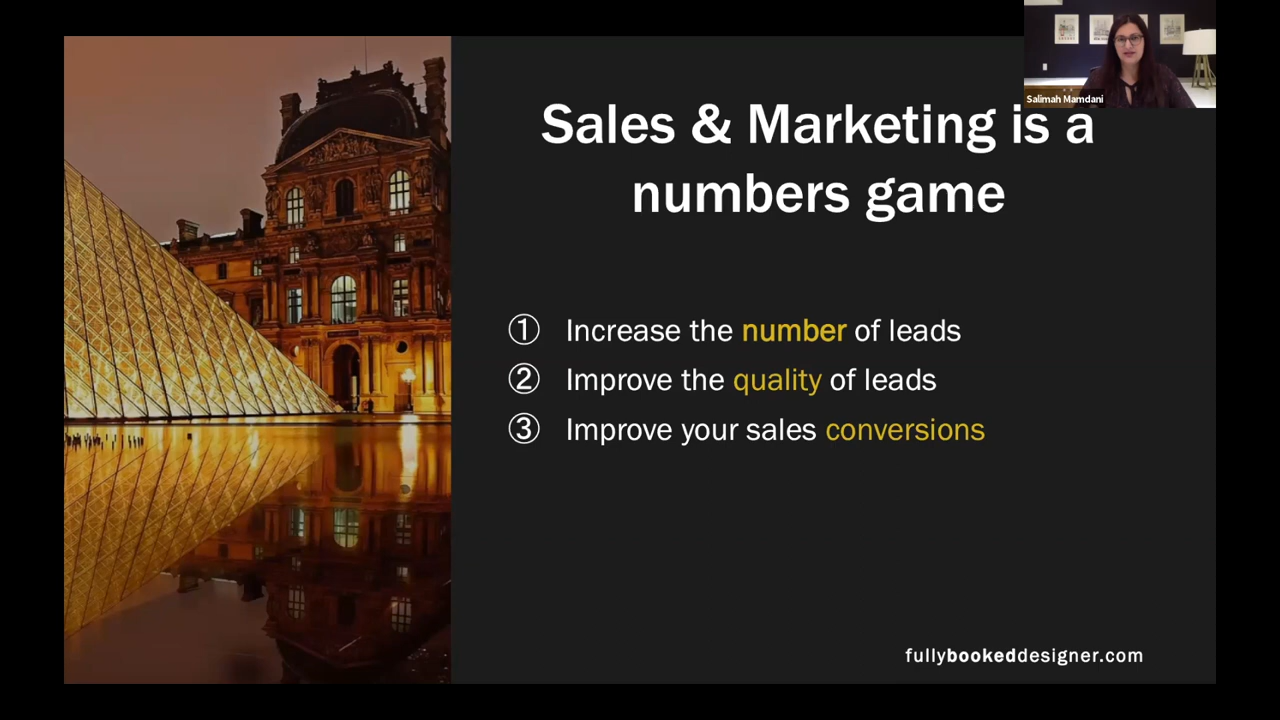 Salimah Mamdani
Sales & Marketing is a
numbers game
① Increase the number of leads
② Improve the quality of leads
③ Improve your sales conversions
fullybookeddesigner.com